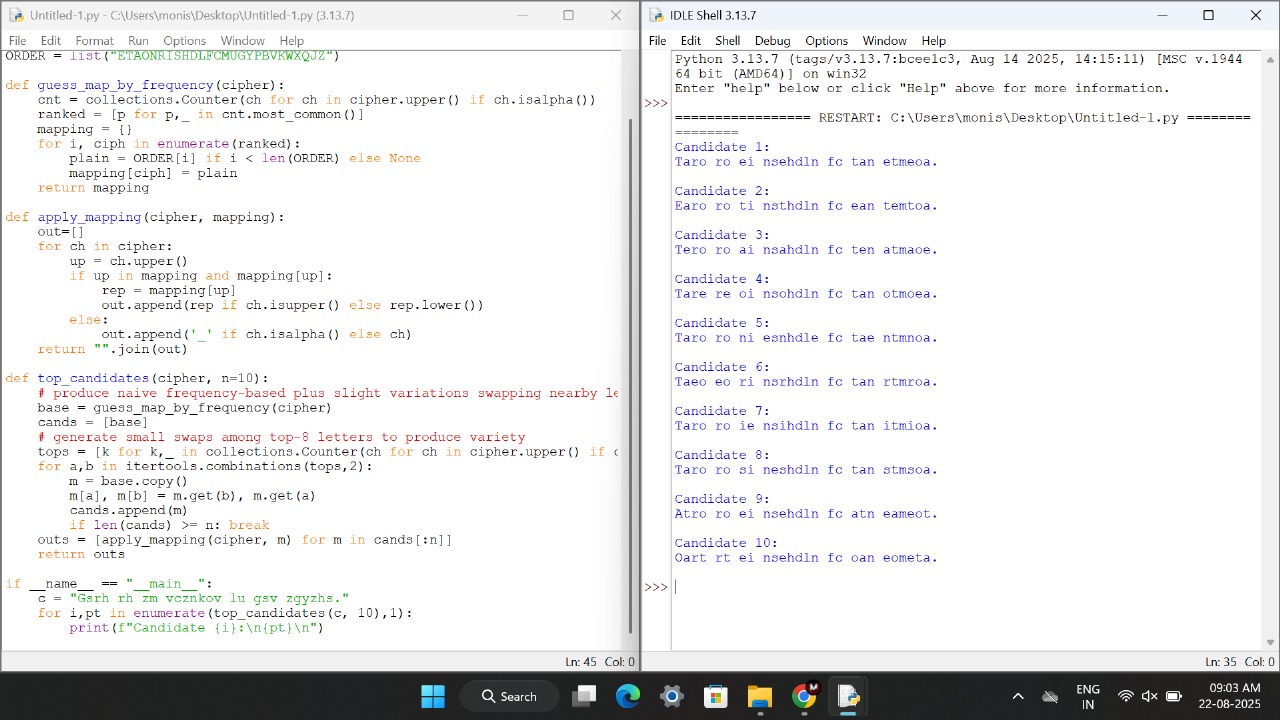 Untitled-1.py - C:\Users\monis\Desktop\Untitled-1.py (3.13.7)
File Edit Format Run Options Window Help
ORDER = list("ETAONRISHDLFCMUGYPBVKWXQJZ")
def guess_map_by_frequency(cipher):
    cnt = collections.Counter(ch for ch in cipher.upper() if ch.isalpha())
    ranked = [p for p,_ in cnt.most_common()]
    mapping = {}
    for i, ciph in enumerate(ranked):
        plain = ORDER[i] if i < len(ORDER) else None
        mapping[ciph] = plain
    return mapping
def apply_mapping(cipher, mapping):
    out=[]
    for ch in cipher:
        up = ch.upper()
        if up in mapping and mapping[up]:
            rep = mapping[up]
            out.append(rep if ch.isupper() else rep.lower())
        else:
            out.append('_' if ch.isalpha() else ch)
    return "".join(out)
def top_candidates(cipher, n=10):
    # produce naive frequency-based plus slight variations swapping nearby
    base = guess_map_by_frequency(cipher)
    cands = [base]
    # generate small swaps among top-8 letters to produce variety
    tops = [k for k,_ in collections.Counter(ch for ch in cipher.upper() if
    for a,b in itertools.combinations(tops,2):
        m = base.copy()
        m[a], m[b] = m.get(b), m.get(a)
        cands.append(m)
        if len(cands) >= n: break
    outs = [apply_mapping(cipher, m) for m in cands[:n]]
    return outs
if __name__ == "__main__":
    c = "Gsrh rh zm vcznkov lu gsv zgyzhs."
    for i,pt in enumerate(top_candidates(c, 10),1):
        print(f"Candidate {i}:\n{pt}\n")
Ln: 45 Col: 0
IDLE Shell 3.13.7
File Edit Shell Debug Options Window Help
Python 3.13.7 (tags/v3.13.7:bcee1c3, Aug 14 2025, 14:15:11) [MSC v.1944
64 bit (AMD64)] on win32
Enter "help" below or click "Help" above for more information.
>>>
================= RESTART: C:\Users\monis\Desktop\Untitled-1.py ========
========
Candidate 1:
Taro ro ei nsehdln fc tan etmeoa.
Candidate 2:
Earo ro ti nsthdln fc ean temtoa.
Candidate 3:
Tero ro ai nsahdln fc ten atmaoe.
Candidate 4:
Tare re oi nsohdln fc tan otmoea.
Candidate 5:
Taro ro ni esnhdle fc tae ntmnoa.
Candidate 6:
Taeo eo ri nsrhdln fc tan rtmroa.
Candidate 7:
Taro ro ie nsihdln fc tan itmioa.
Candidate 8:
Taro ro si neshdln fc tan stmsoa.
Candidate 9:
Atro ro ei nsehdln fc atn eameot.
Candidate 10:
Oart rt ei nsehdln fc oan eometa.
>>>
Ln: 35 Col: 0
Search
ENG
IN
09:03 AM
22-08-2025